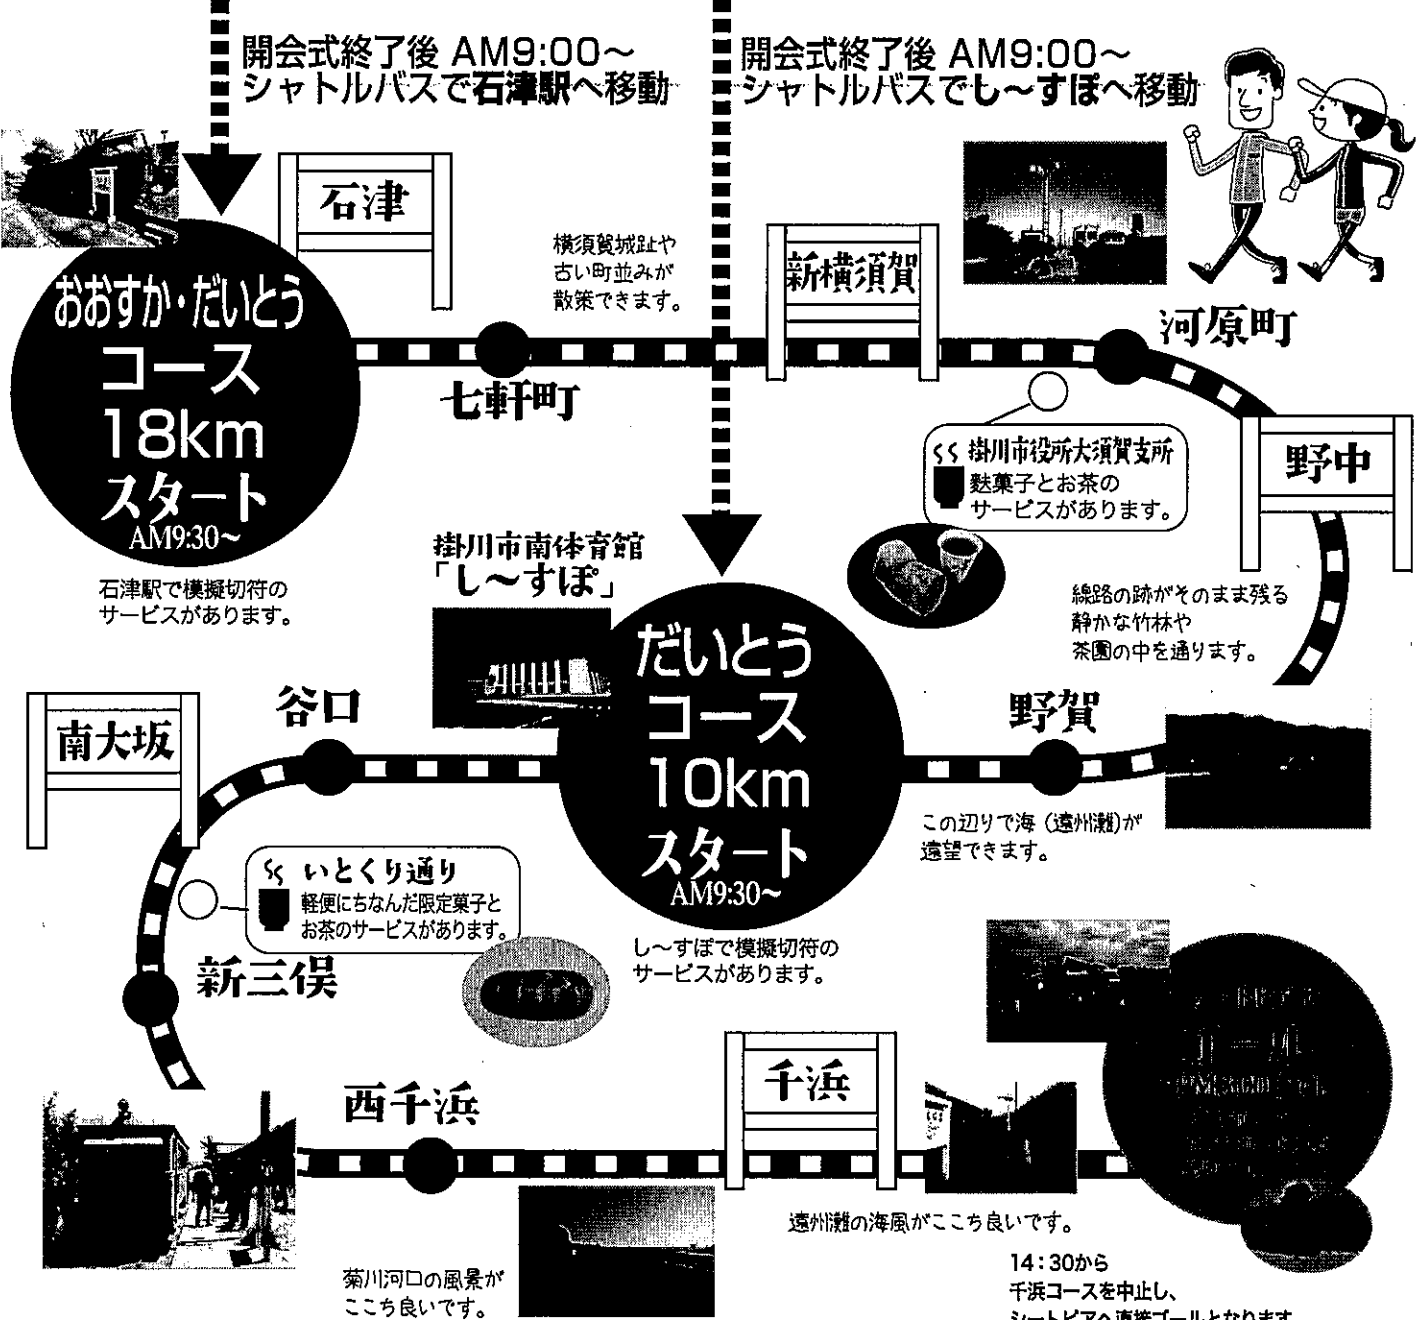 開会式終了後 AM9:00～
シャトルバスで石津駅へ移動
開会式終了後 AM9:00～
シャトルバスでし～すぽへ移動
石津
おおすか・だいとう
コース
18km
スタート
AM9:30～
石津駅で模擬切符の
サービスがあります。
七軒町
横須賀城趾や
古い町並みが
散策できます。
新横須賀
河原町
掛川市役所大須賀支所
麩菓子とお茶の
サービスがあります。
野中
線路の跡がそのまま残る
静かな竹林や
茶園の中を通ります。
野賀
この辺りで海（遠州灘)が
遠望できます。
掛川市南体育館
「し～すぽ」
だいとう
コース
10km
スタート
AM9:30～
し～すぽで模擬切符の
サービスがあります。
谷口
南大坂
いとくり通り
軽便にちなんだ限定菓子と
お茶のサービスがあります。
新三俣
西千浜
菊川河口の風景が
ここち良いです。
千浜
遠州灘の海風がここち良いです。
14：30から
千浜コースを中止し、
シートピアへ直接ゴールとなります